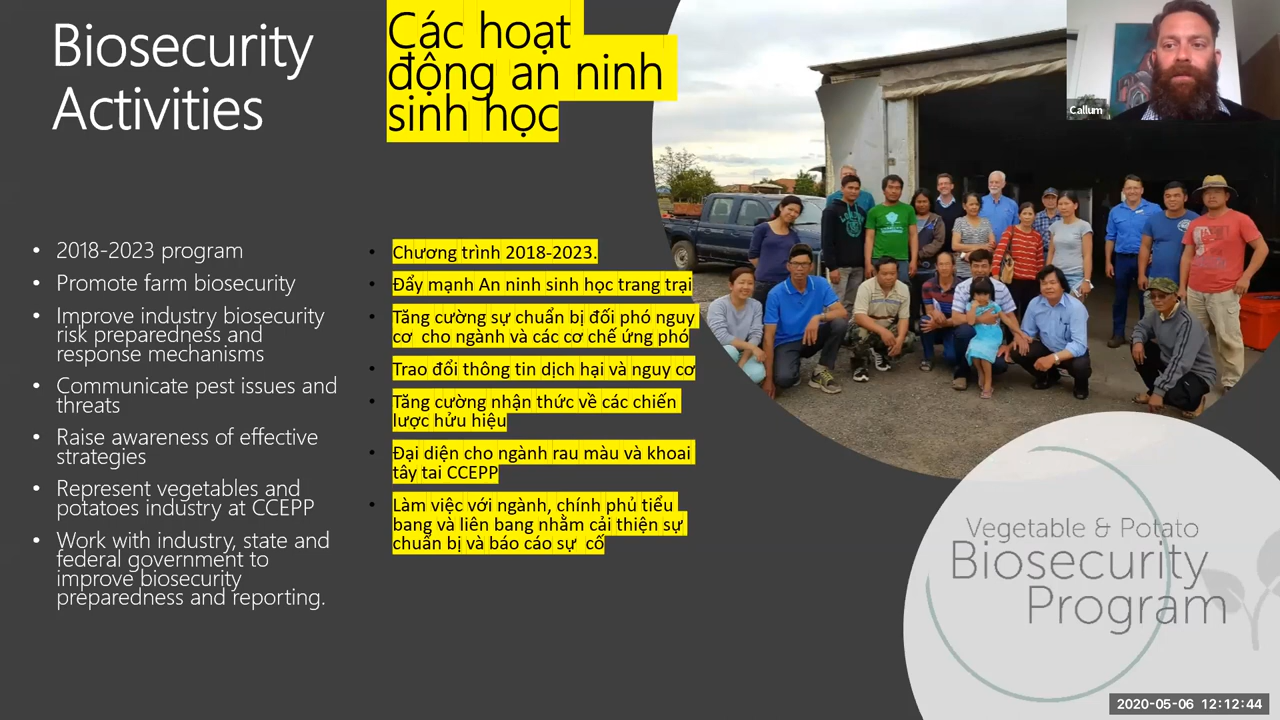 Biosecurity
Activities
Các hoạt
động an ninh
sinh học
Callum
• 2018-2023 program
• Promote farm biosecurity
• Improve industry biosecurity
risk preparedness and
response mechanisms
• Communicate pest issues and
threats
• Raise awareness of effective
strategies
• Represent vegetables and
potatoes industry at CCEPP
• Work with industry, state and
federal government to
improve biosecurity
preparedness and reporting.
• Chương trình 2018-2023.
• Đẩy mạnh An ninh sinh học trang trại
• Tăng cường sự chuẩn bị đối phó nguy
cơ cho ngành và các cơ chế ứng phó
• Trao đổi thông tin dịch hại và nguy cơ
• Tăng cường nhận thức về các chiến
lược hửu hiệu
• Đại diện cho ngành rau màu và khoai
tây tai CCEPP
• Làm việc với ngành, chính phủ tiểu
bang và liên bang nhằm cải thiện sự
chuẩn bị và báo cáo sự cố
Vegetable & Potato
Biosecurity
Program
2020-05-06 12:12:44